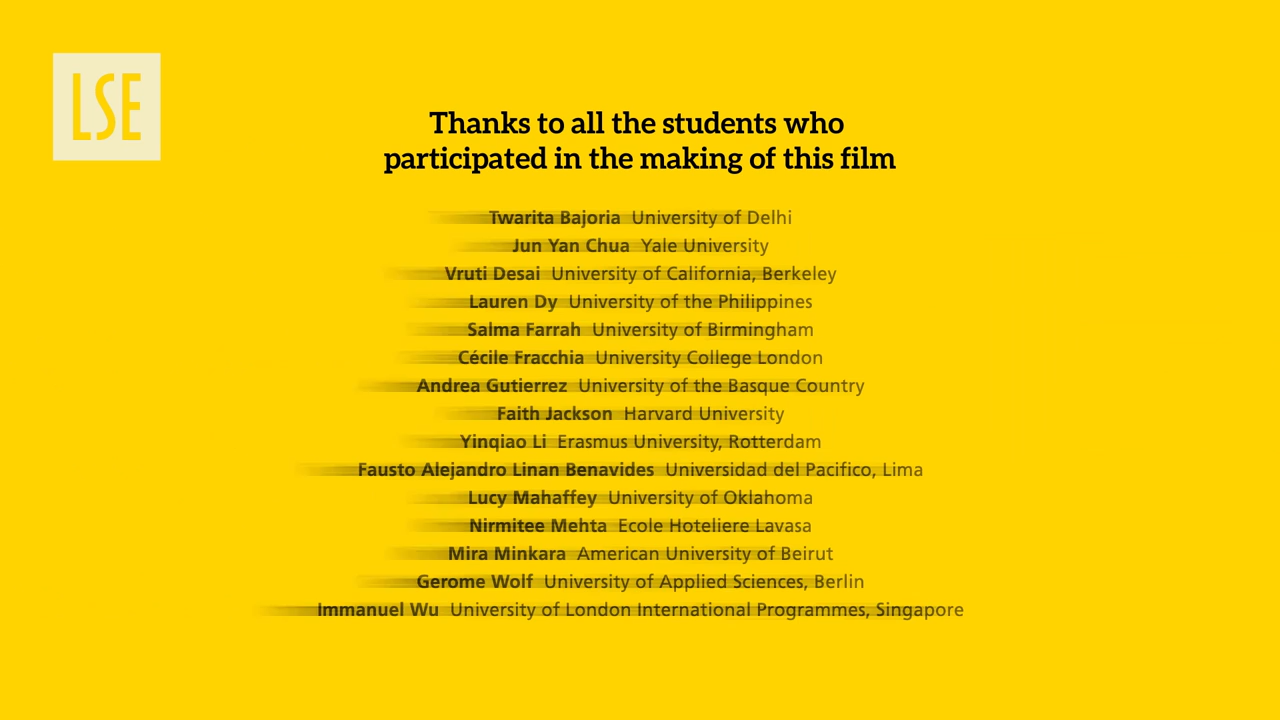 LSE
Thanks to all the students who
participated in the making of this film
Twarita Bajoria University of Delhi
Jun Yan Chua Yale University
Vruti Desai University of California, Berkeley
Lauren Dy University of the Philippines
Salma Farrah University of Birmingham
Cécile Fracchia University College London
Andrea Gutierrez University of the Basque Country
Faith Jackson Harvard University
Yinqiao Li Erasmus University, Rotterdam
Fausto Alejandro Linan Benavides Universidad del Pacifico, Lima
Lucy Mahaffey University of Oklahoma
Nirmitee Mehta Ecole Hoteliere Lavasa
Mira Minkara American University of Beirut
Gerome Wolf University of Applied Sciences, Berlin
Immanuel Wu University of London International Programmes, Singapore